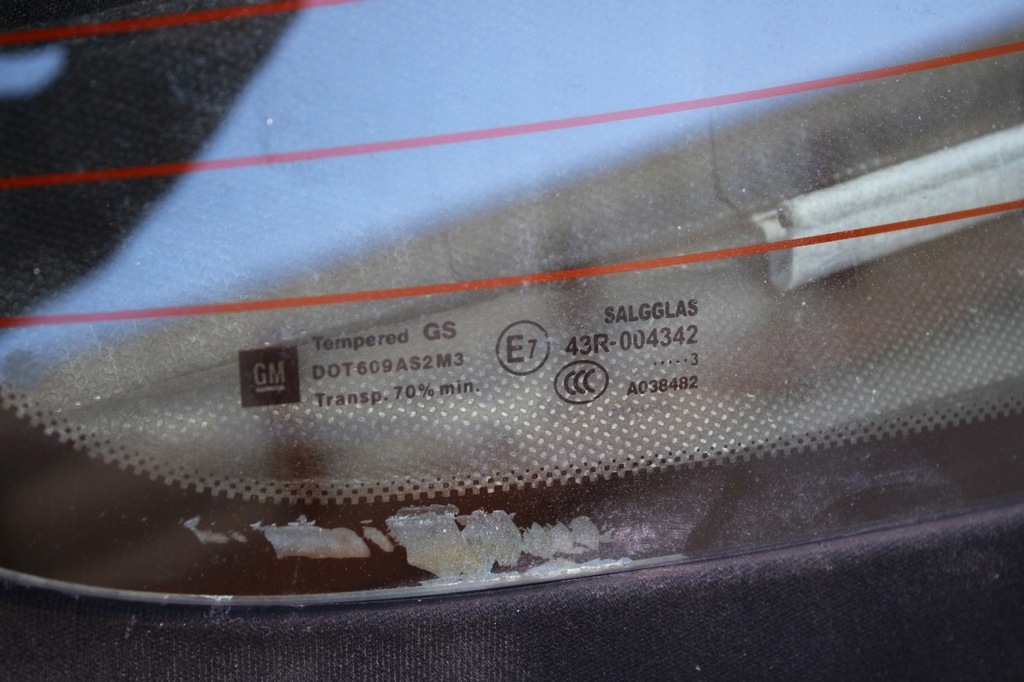 GM
Tempered GS
DOT609AS2M3
Transp. 70% min.
E7
SALGGLAS
43R-004342
.....3
CCC
A038482